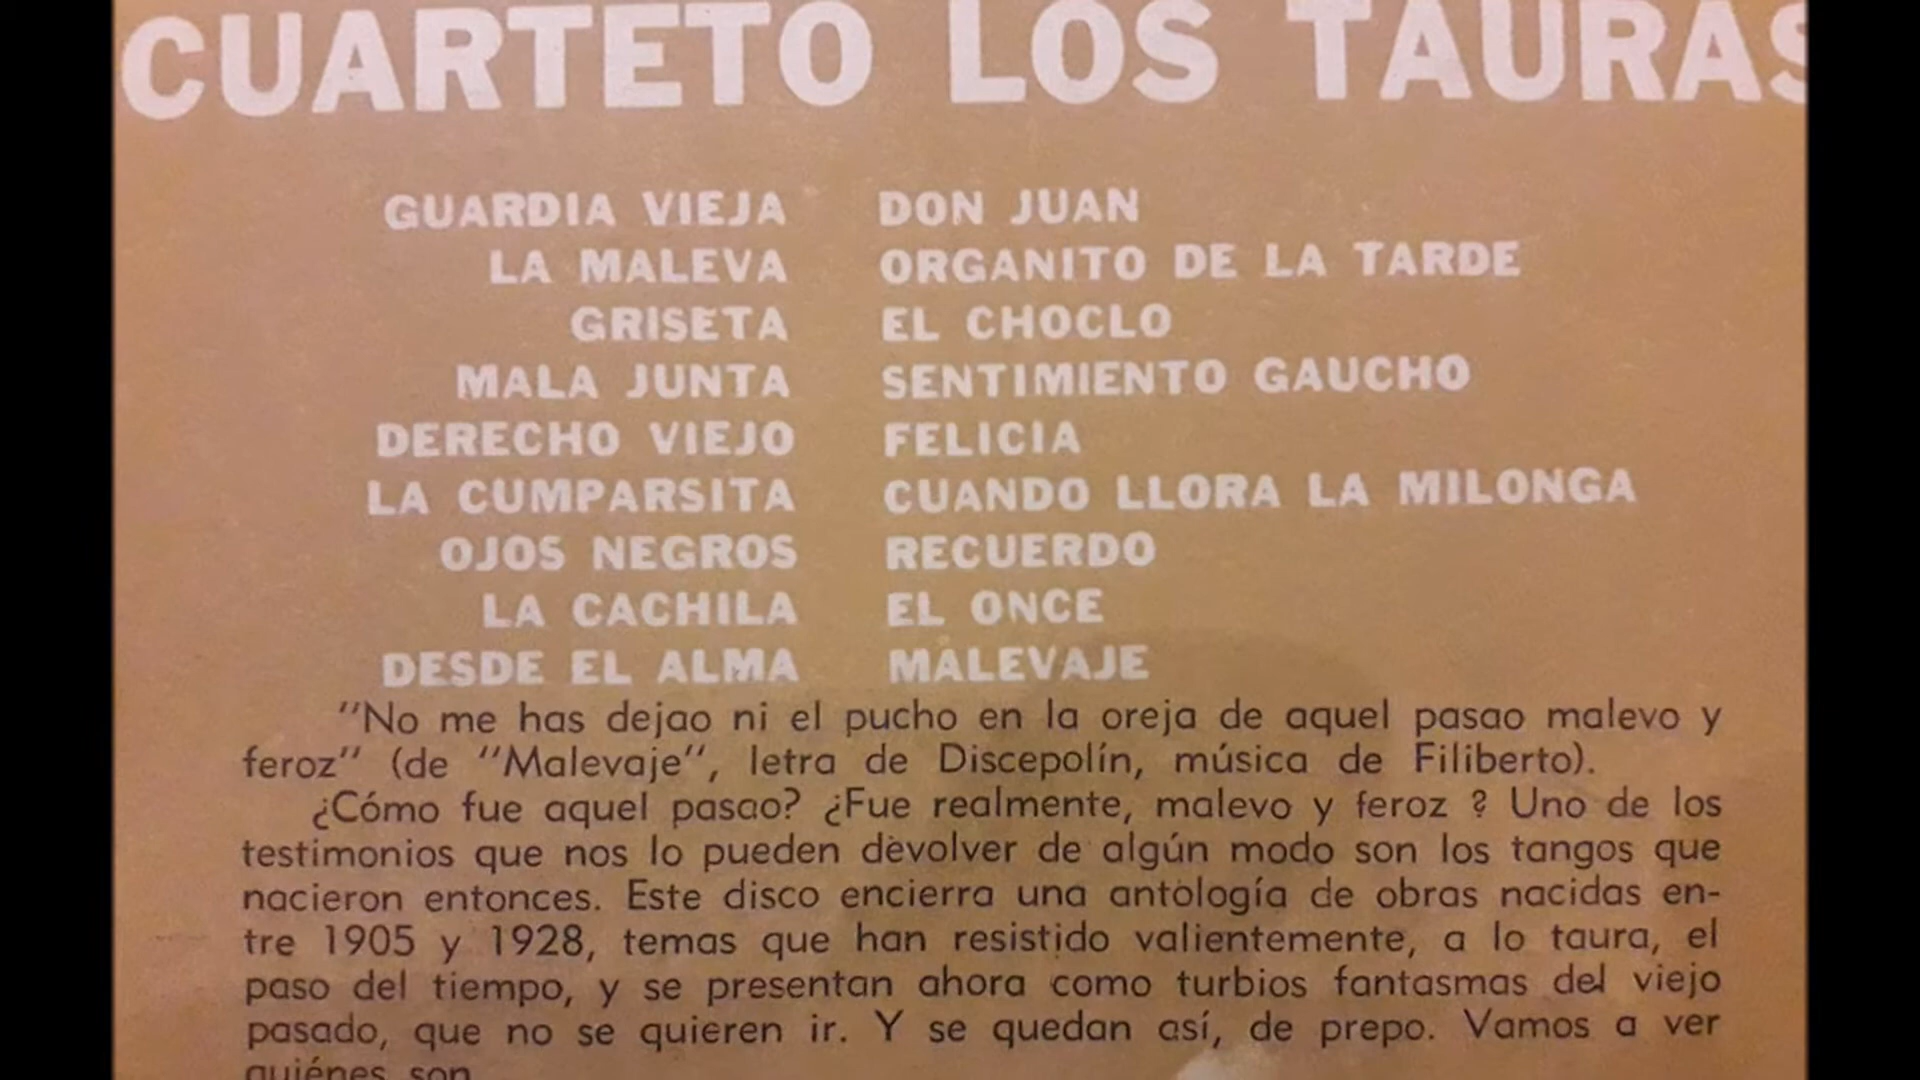 CUARTETO LOS TAURAS
GUARDIA VIEJA DON JUAN
LA MALEVA ORGANITO DE LA TARDE
GRISETA EL CHOCLO
MALA JUNTA SENTIMIENTO GAUCHO
DERECHO VIEJO FELICIA
LA CUMPARSITA CUANDO LLORA LA MILONGA
OJOS NEGROS RECUERDO
LA CACHILA EL ONCE
DESDE EL ALMA MALEVAJE
"No me has dejao ni el pucho en la oreja de aquel pasao malevo y
feroz" (de "Malevaje", letra de Discepolín, música de Filiberto).
¿Cómo fue aquel pasao? ¿Fue realmente, malevo y feroz ? Uno de los
testimonios que nos lo pueden devolver de algún modo son los tangos que
nacieron entonces. Este disco encierra una antología de obras nacidas en-
tre 1905 y 1928, temas que han resistido valientemente, a lo taura, el
paso del tiempo, y se presentan ahora como turbios fantasmas del viejo
pasado, que no se quieren ir. Y se quedan así, de prepo. Vamos a ver
quiénes son